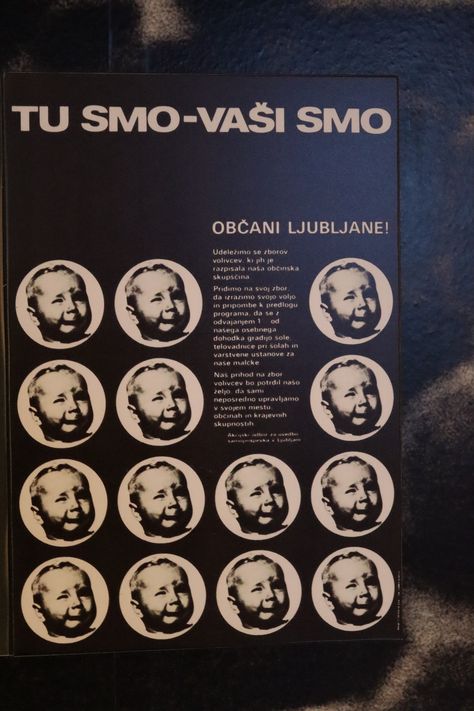 TU SMO-VAŠI SMO
OBČANI LJUBLJANE!
Udeležimo se zborov
volivcev, ki jih je
razpisala naša občinska
skupščina.
Pridimo na svoj zbor,
da izrazimo svojo voljo
in pripombe k predlogu
programa, da se z
odvajanjem 1 od
našega osebnega
dohodka gradijo šole,
telovadnice pri šolah in
varstvene ustanove za
naše malčke.
Naš prihod na zbor
volivcev bo potrdil našo
željo, da sami
neposredno upravljamo
v svojem mestu,
občinah in krajevnih
skupnostih.
Akcijski odbor za uvedbo
samoprispevka v Ljubljani